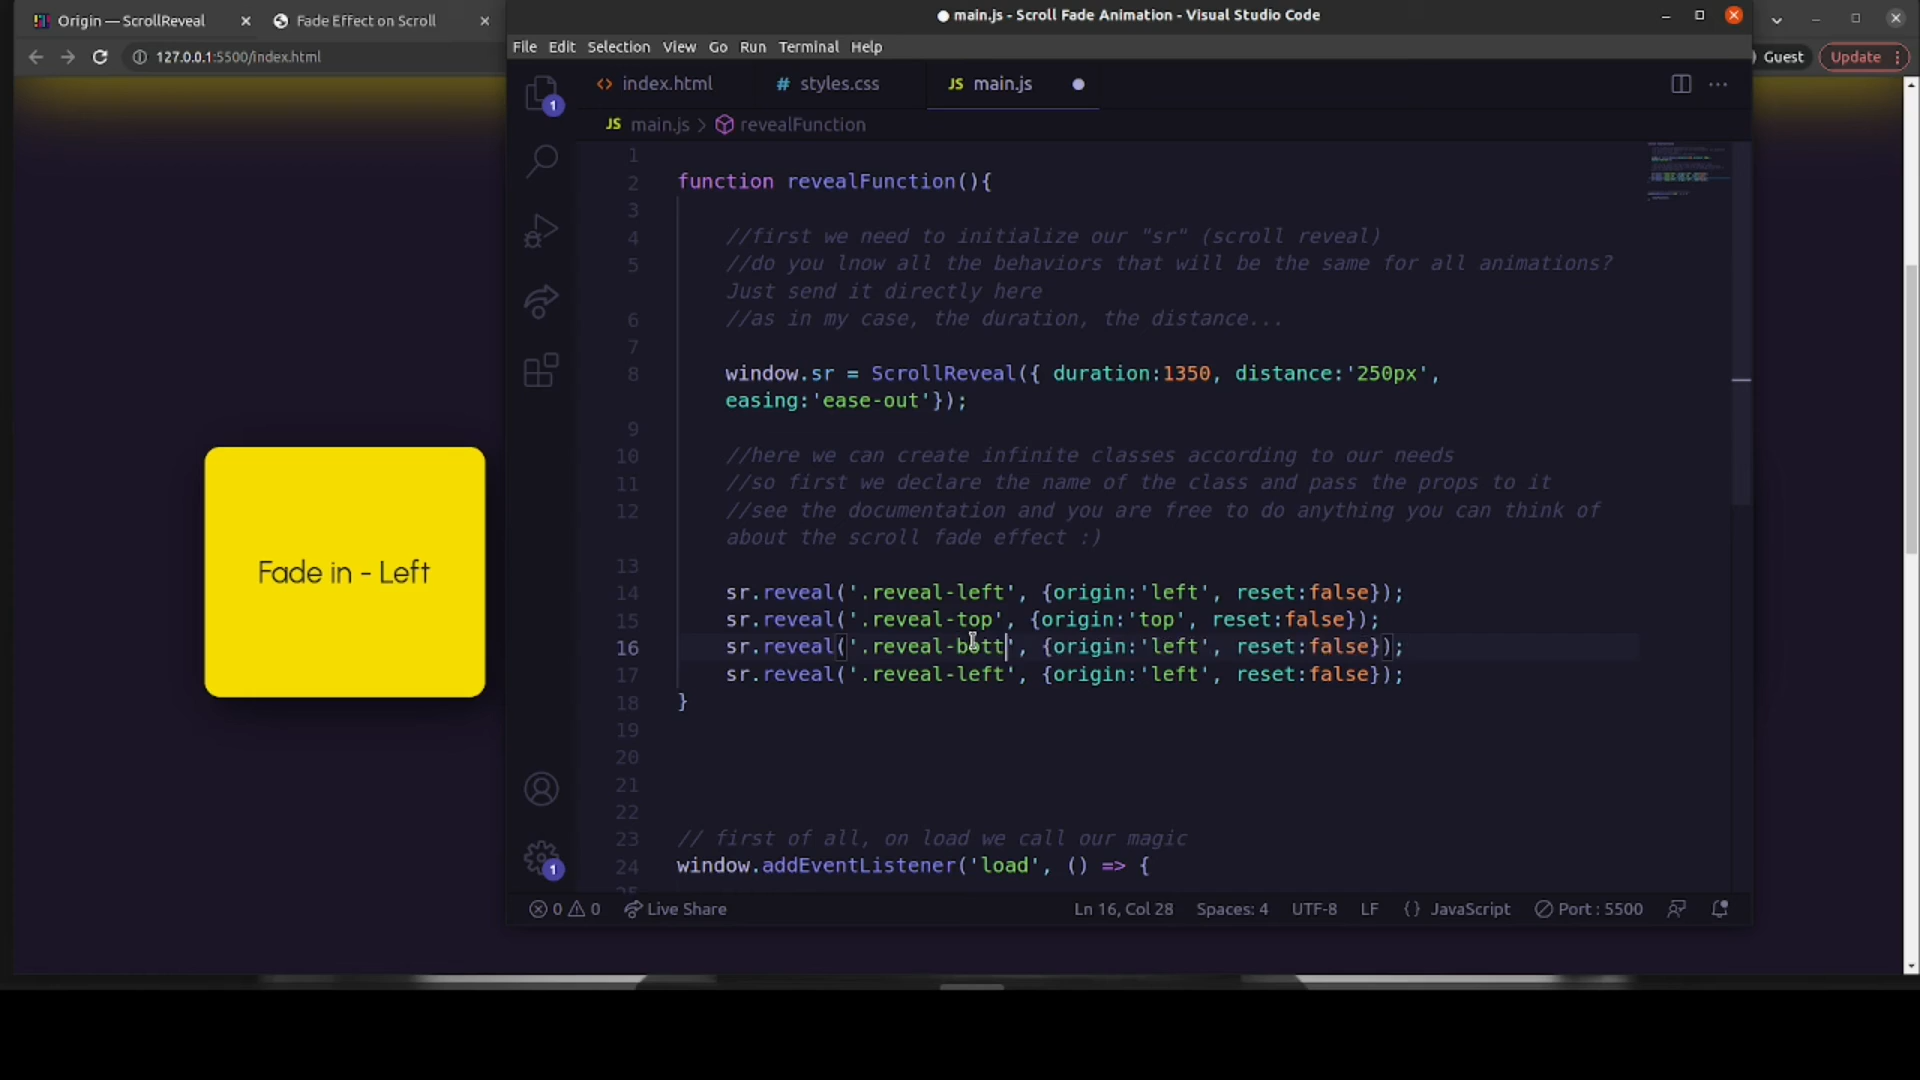 Origin — ScrollReveal
Fade Effect on Scroll
main.js - Scroll Fade Animation - Visual Studio Code
File Edit Selection View Go Run Terminal Help
127.0.0.1:5500/index.html
Guest
Update
1
index.html
styles.css
JS main.js
JS main.js > revealFunction
1
2 function revealFunction(){
3
4 //first we need to initialize our "sr" (scroll reveal)
5 //do you lnow all the behaviors that will be the same for all animations?
Just send it directly here
6 //as in my case, the duration, the distance...
7
8 window.sr = ScrollReveal({ duration:1350, distance:'250px',
easing:'ease-out'});
9
10 //here we can create infinite classes according to our needs
11 //so first we declare the name of the class and pass the props to it
12 //see the documentation and you are free to do anything you can think of
about the scroll fade effect :)
13
14 sr.reveal('.reveal-left', {origin:'left', reset:false});
15 sr.reveal('.reveal-top', {origin:'top', reset:false});
16 sr.reveal('.reveal-bott', {origin:'left', reset:false});
17 sr.reveal('.reveal-left', {origin:'left', reset:false});
18 }
19
20
21
22
23 // first of all, on load we call our magic
24 window.addEventListener('load', () => {
Fade in - Left
1
0 0 Live Share
Ln 16, Col 28 Spaces: 4 UTF-8 LF {} JavaScript Port : 5500